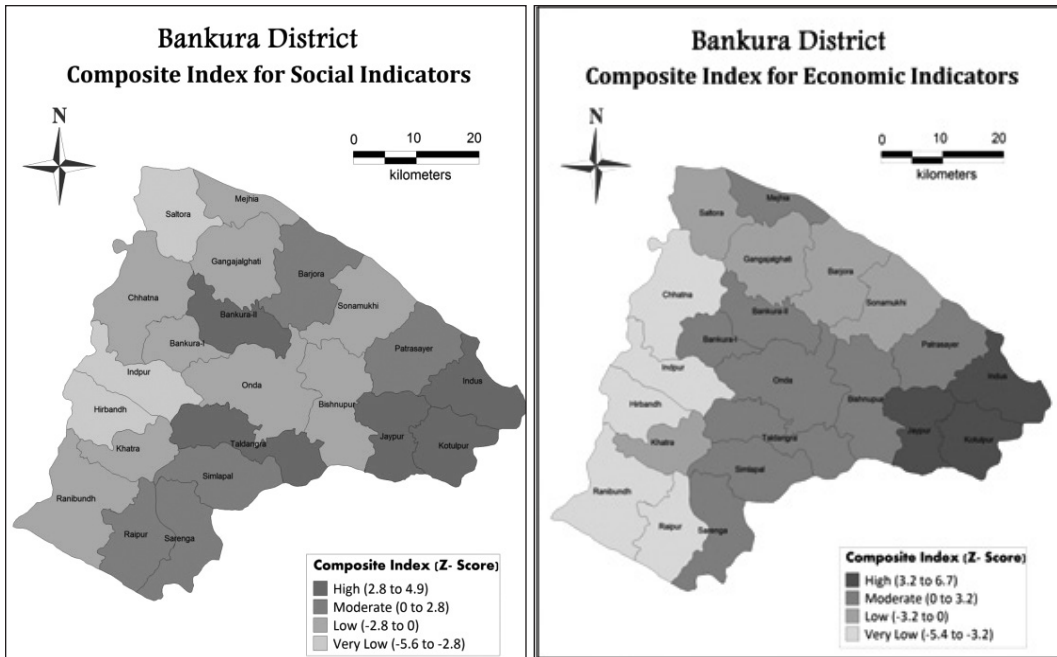 Bankura District
Composite Index for Social Indicators
N
0 10 20
kilometers
Mejhia
Saltora
Gangajalghati
Barjora
Chhatna
Sonamukhi
Bankura-II
Bankura-I
Patrasayer
Indpur
Onda
Indus
Hirbandh
Bishnupur
Khatra
Taldangra
Jaypur
Kotulpur
Simlapal
Ranibundh
Raipur
Sarenga
Composite Index (Z- Score)
High (2.8 to 4.9)
Moderate (0 to 2.8)
Low (-2.8 to 0)
Very Low (-5.6 to -2.8)
Bankura District
Composite Index for Economic Indicators
N
0 10 20
kilometers
Mejhia
Saltora
Gangajalghati
Barjora
Chhatna
Sonamukhi
Bankura-II
Bankura-I
Patrasayer
Indpur
Onda
Indus
Hirbandh
Bishnupur
Khatra
Taldangra
Jaypur
Kotulpur
Simlapal
Ranibundh
Raipur
Sarenga
Composite Index (Z- Score)
High (3.2 to 6.7)
Moderate (0 to 3.2)
Low (-3.2 to 0)
Very Low (-5.4 to -3.2)